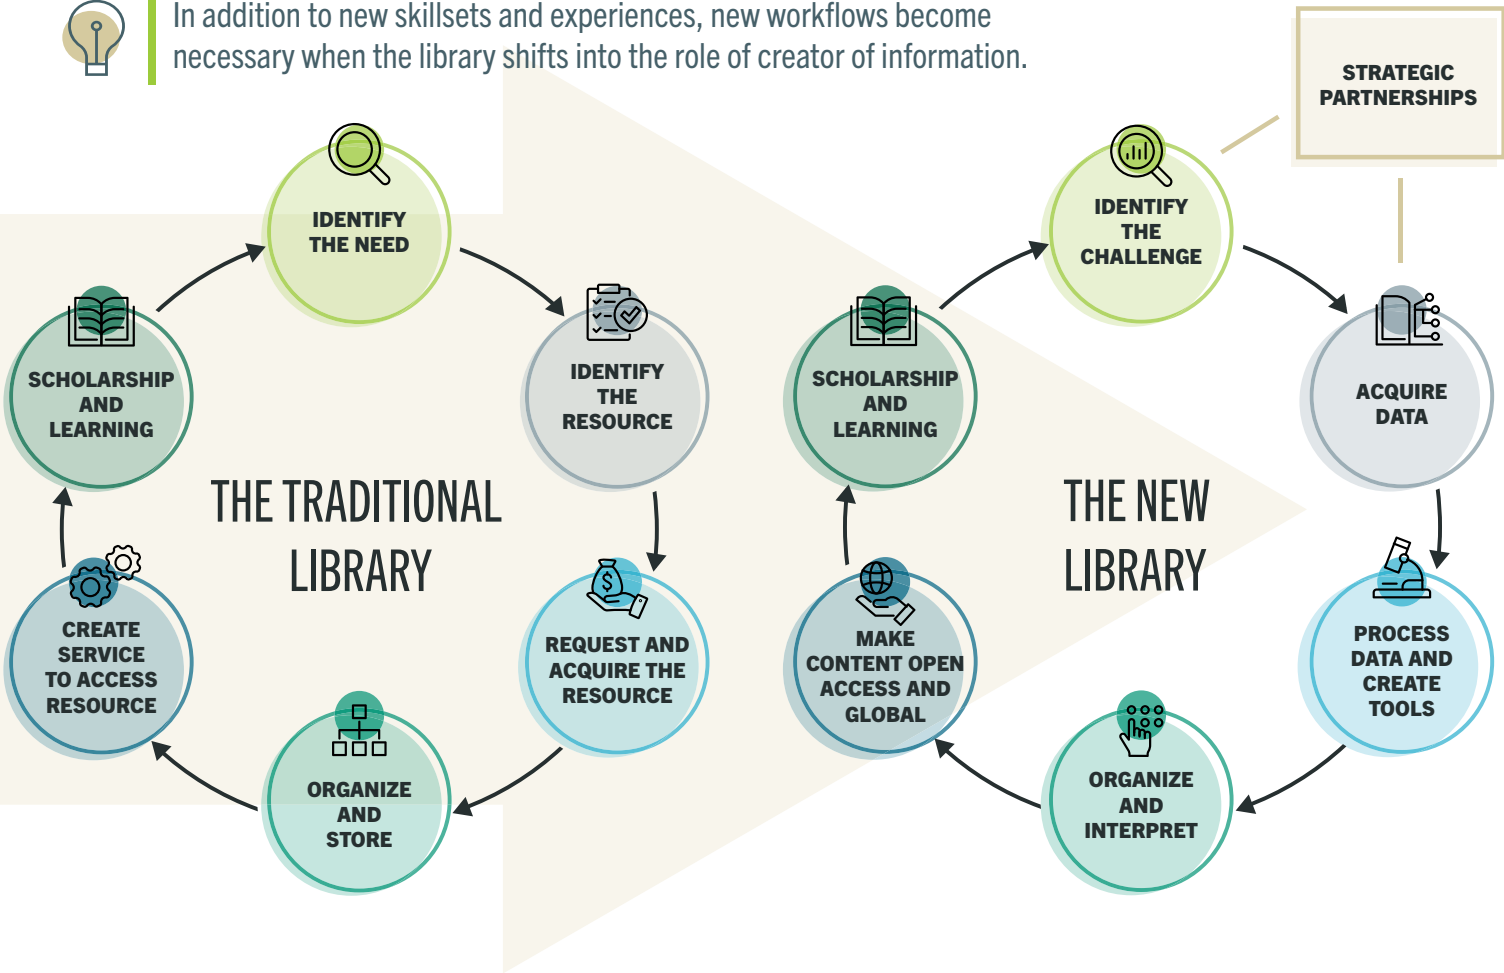 In addition to new skillsets and experiences, new workflows become
necessary when the library shifts into the role of creator of information.
STRATEGIC
PARTNERSHIPS
THE TRADITIONAL
LIBRARY
IDENTIFY
THE NEED
IDENTIFY
THE
RESOURCE
REQUEST AND
ACQUIRE THE
RESOURCE
$
ORGANIZE
AND
STORE
CREATE
SERVICE
TO ACCESS
RESOURCE
SCHOLARSHIP
AND
LEARNING
THE NEW
LIBRARY
IDENTIFY
THE
CHALLENGE
ACQUIRE
DATA
PROCESS
DATA AND
CREATE
TOOLS
ORGANIZE
AND
INTERPRET
MAKE
CONTENT OPEN
ACCESS AND
GLOBAL
SCHOLARSHIP
AND
LEARNING